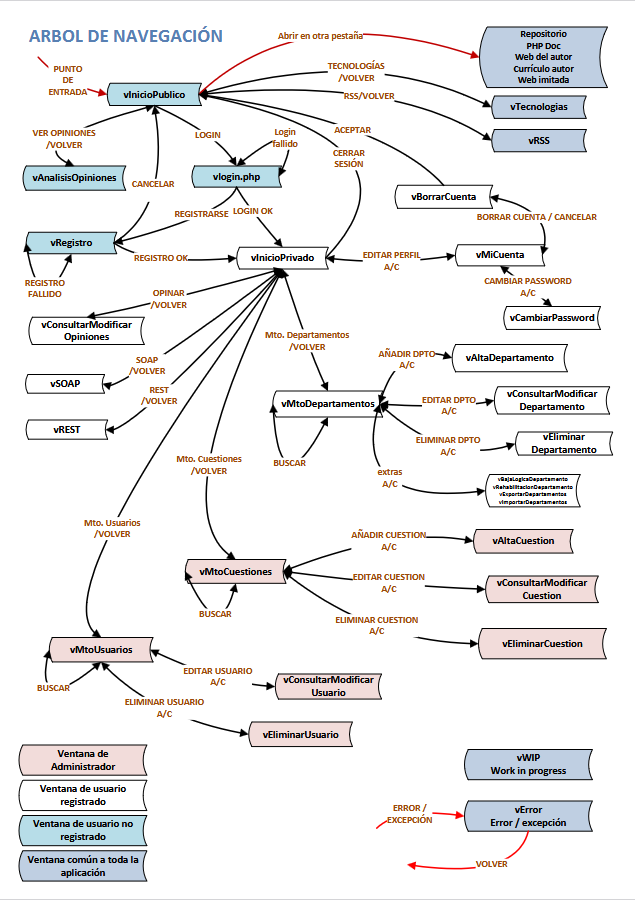 ARBOL DE NAVEGACIÓN
Abrir en otra pestaña
Repositorio
PHP Doc
Web del autor
Currículo autor
Web imitada
PUNTO
DE
ENTRADA
vInicioPublico
TECNOLOGÍAS
/VOLVER
RSS/VOLVER
vTecnologias
vRSS
VER OPINIONES
/VOLVER
LOGIN
Login
fallido
ACEPTAR
CERRAR
SESIÓN
vAnalisisOpiniones
CANCELAR
vlogin.php
vBorrarCuenta
REGISTRARSE
LOGIN OK
BORRAR CUENTA / CANCELAR
vRegistro
REGISTRO OK
vInicioPrivado
EDITAR PERFIL
A/C
vMiCuenta
REGISTRO
FALLIDO
CAMBIAR PASSWORD
A/C
OPINAR
/VOLVER
vCambiarPassword
vConsultarModificar
Opiniones
Mto. Departamentos
/VOLVER
SOAP
/VOLVER
AÑADIR DPTO
A/C
vAltaDepartamento
vSOAP
REST
/VOLVER
vMtoDepartamentos
EDITAR DPTO
A/C
vConsultarModificar
Departamento
vREST
ELIMINAR DPTO
A/C
vEliminar
Departamento
Mto. Cuestiones
/VOLVER
BUSCAR
extras
A/C
vBajaLogicaDepartamento
vRehabilitacionDepartamento
vExportarDepartamentos
vImportarDepartamentos
Mto. Usuarios
/VOLVER
AÑADIR CUESTION
A/C
vAltaCuestion
vMtoCuestiones
EDITAR CUESTION
A/C
vConsultarModificar
Cuestion
BUSCAR
ELIMINAR CUESTION
A/C
vEliminarCuestion
vMtoUsuarios
EDITAR USUARIO
A/C
vConsultarModificar
Usuario
BUSCAR
ELIMINAR USUARIO
A/C
vEliminarUsuario
Ventana de
Administrador
vWIP
Work in progress
Ventana de usuario
registrado
ERROR /
EXCEPCIÓN
vError
Error / excepción
Ventana de usuario no
registrado
Ventana común a toda la
aplicación
VOLVER